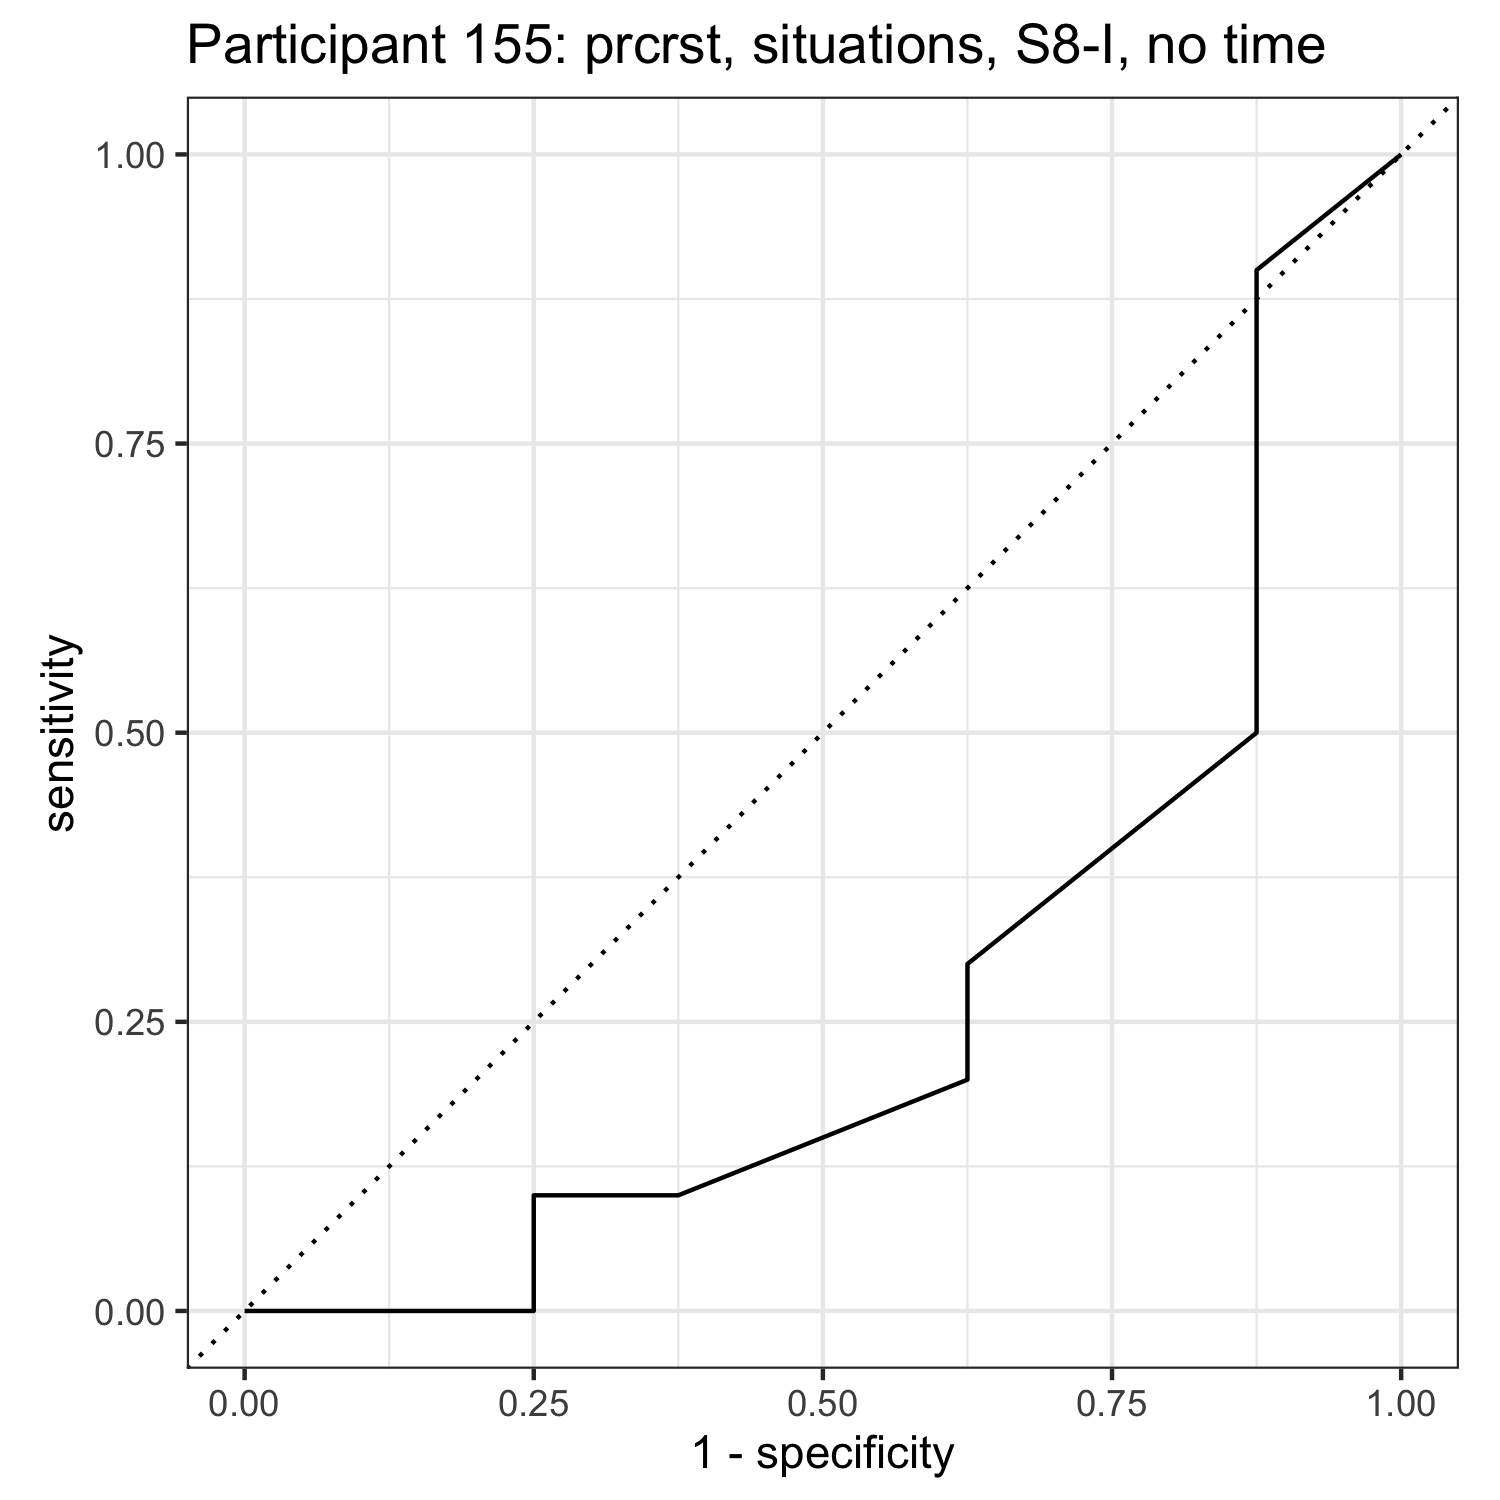 Participant 155: prcrst, situations, S8-I, no time
1.00
0.75
0.50
0.25
0.00
sensitivity
0.00 0.25 0.50 0.75 1.00
1 - specificity